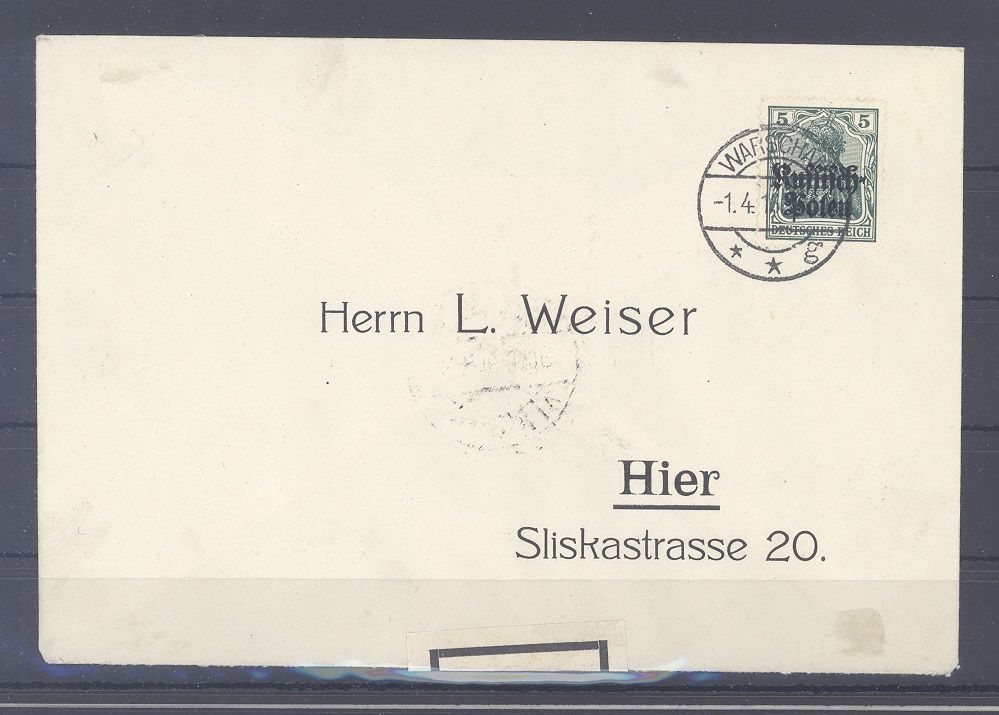 5 5
WARSCHAU
Russisch-
-1.4.1
Polen
DEUTSCHES REICH
g
Herrn L. Weiser
Hier
Sliskastrasse 20.